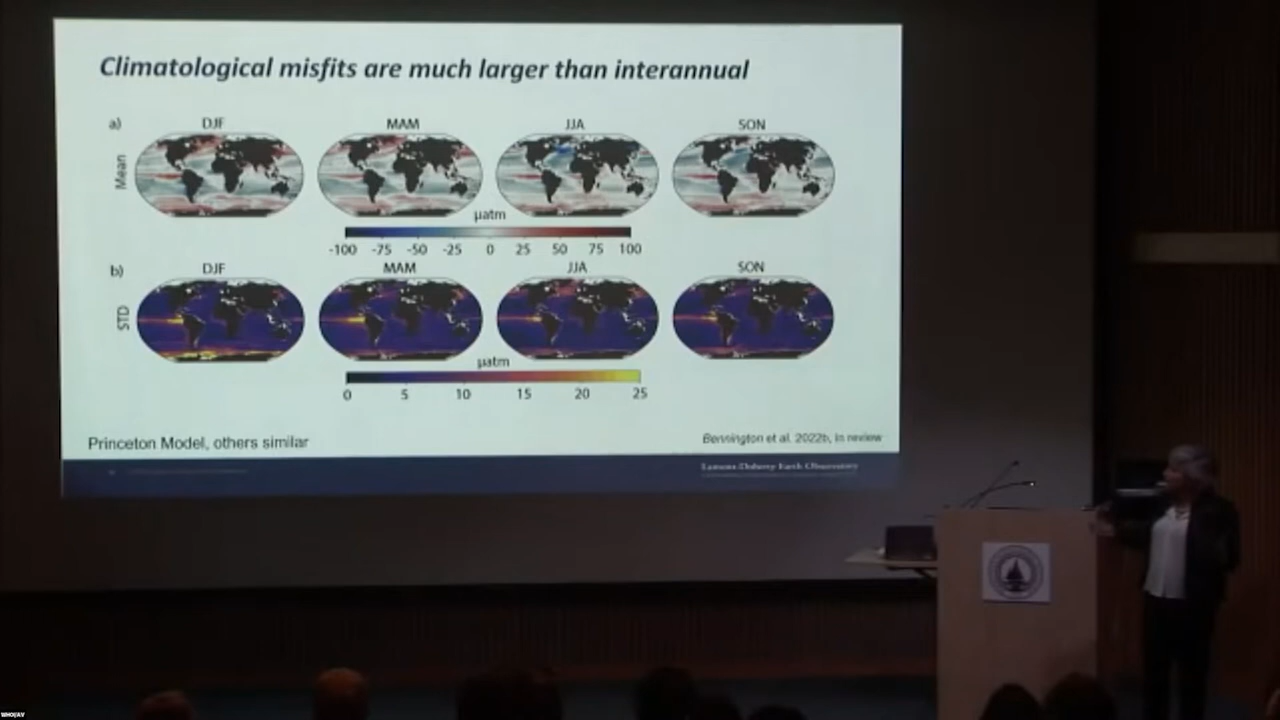 Climatological misfits are much larger than interannual
a)
DJF
MAM
JJA
SON
Mean
µatm
-100 -75 -50 -25 0 25 50 75 100
b)
DJF
MAM
JJA
SON
STD
µatm
0 5 10 15 20 25
Princeton Model, others similar
Bennington et al. 2022b, in review
Lamont-Doherty Earth Observatory
WHOI/AV